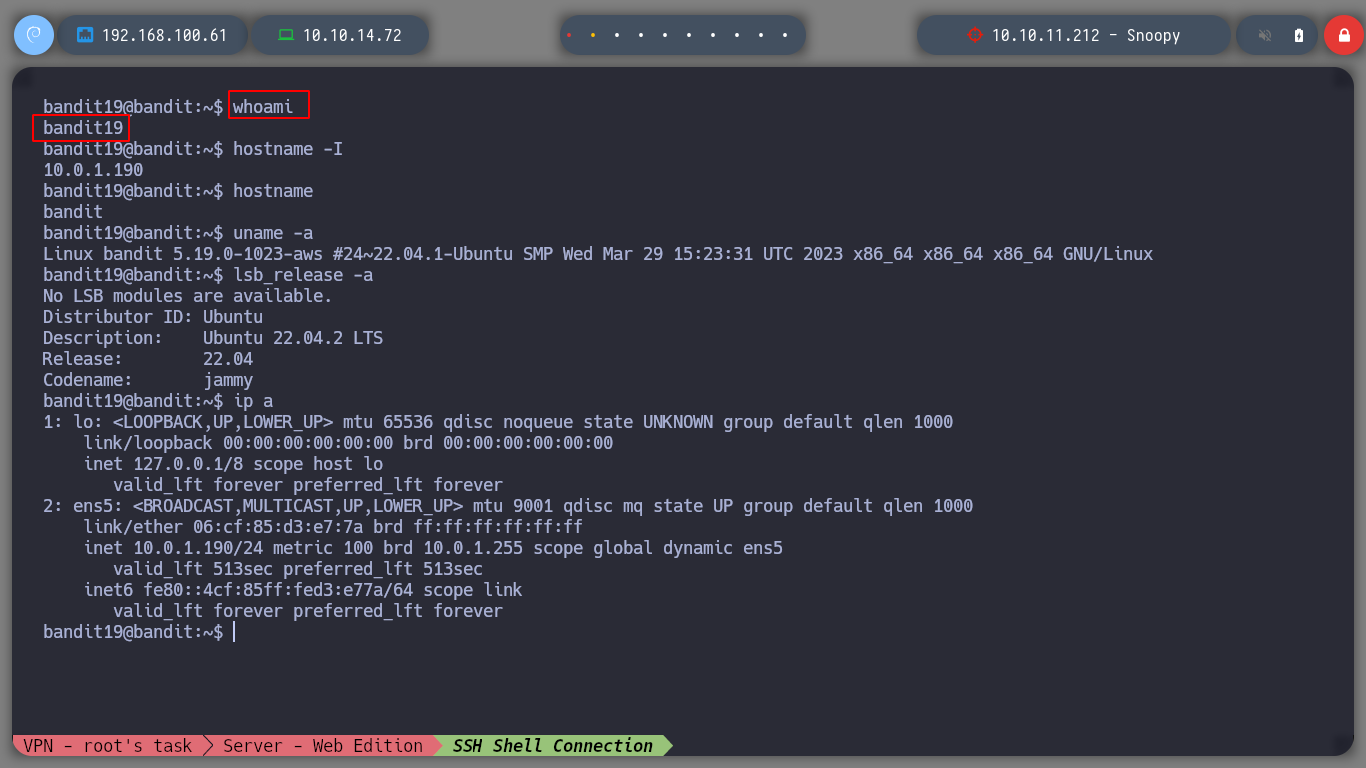 192.168.100.61 10.10.14.72 10.10.11.212 - Snoopy
bandit19@bandit:~$ whoami
bandit19
bandit19@bandit:~$ hostname -I
10.0.1.190
bandit19@bandit:~$ hostname
bandit
bandit19@bandit:~$ uname -a
Linux bandit 5.19.0-1023-aws #24~22.04.1-Ubuntu SMP Wed Mar 29 15:23:31 UTC 2023 x86_64 x86_64 x86_64 GNU/Linux
bandit19@bandit:~$ lsb_release -a
No LSB modules are available.
Distributor ID: Ubuntu
Description:    Ubuntu 22.04.2 LTS
Release:        22.04
Codename:       jammy
bandit19@bandit:~$ ip a
1: lo: <LOOPBACK,UP,LOWER_UP> mtu 65536 qdisc noqueue state UNKNOWN group default qlen 1000
    link/loopback 00:00:00:00:00:00 brd 00:00:00:00:00:00
    inet 127.0.0.1/8 scope host lo
       valid_lft forever preferred_lft forever
2: ens5: <BROADCAST,MULTICAST,UP,LOWER_UP> mtu 9001 qdisc mq state UP group default qlen 1000
    link/ether 06:cf:85:d3:e7:7a brd ff:ff:ff:ff:ff:ff
    inet 10.0.1.190/24 metric 100 brd 10.0.1.255 scope global dynamic ens5
       valid_lft 513sec preferred_lft 513sec
    inet6 fe80::4cf:85ff:fed3:e77a/64 scope link
       valid_lft forever preferred_lft forever
bandit19@bandit:~$
VPN - root's task Server - Web Edition SSH Shell Connection